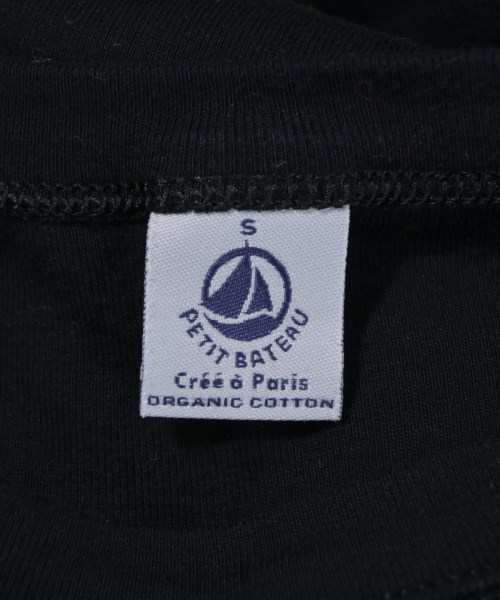 S
PETIT BATEAU
Créé à Paris
ORGANIC COTTON